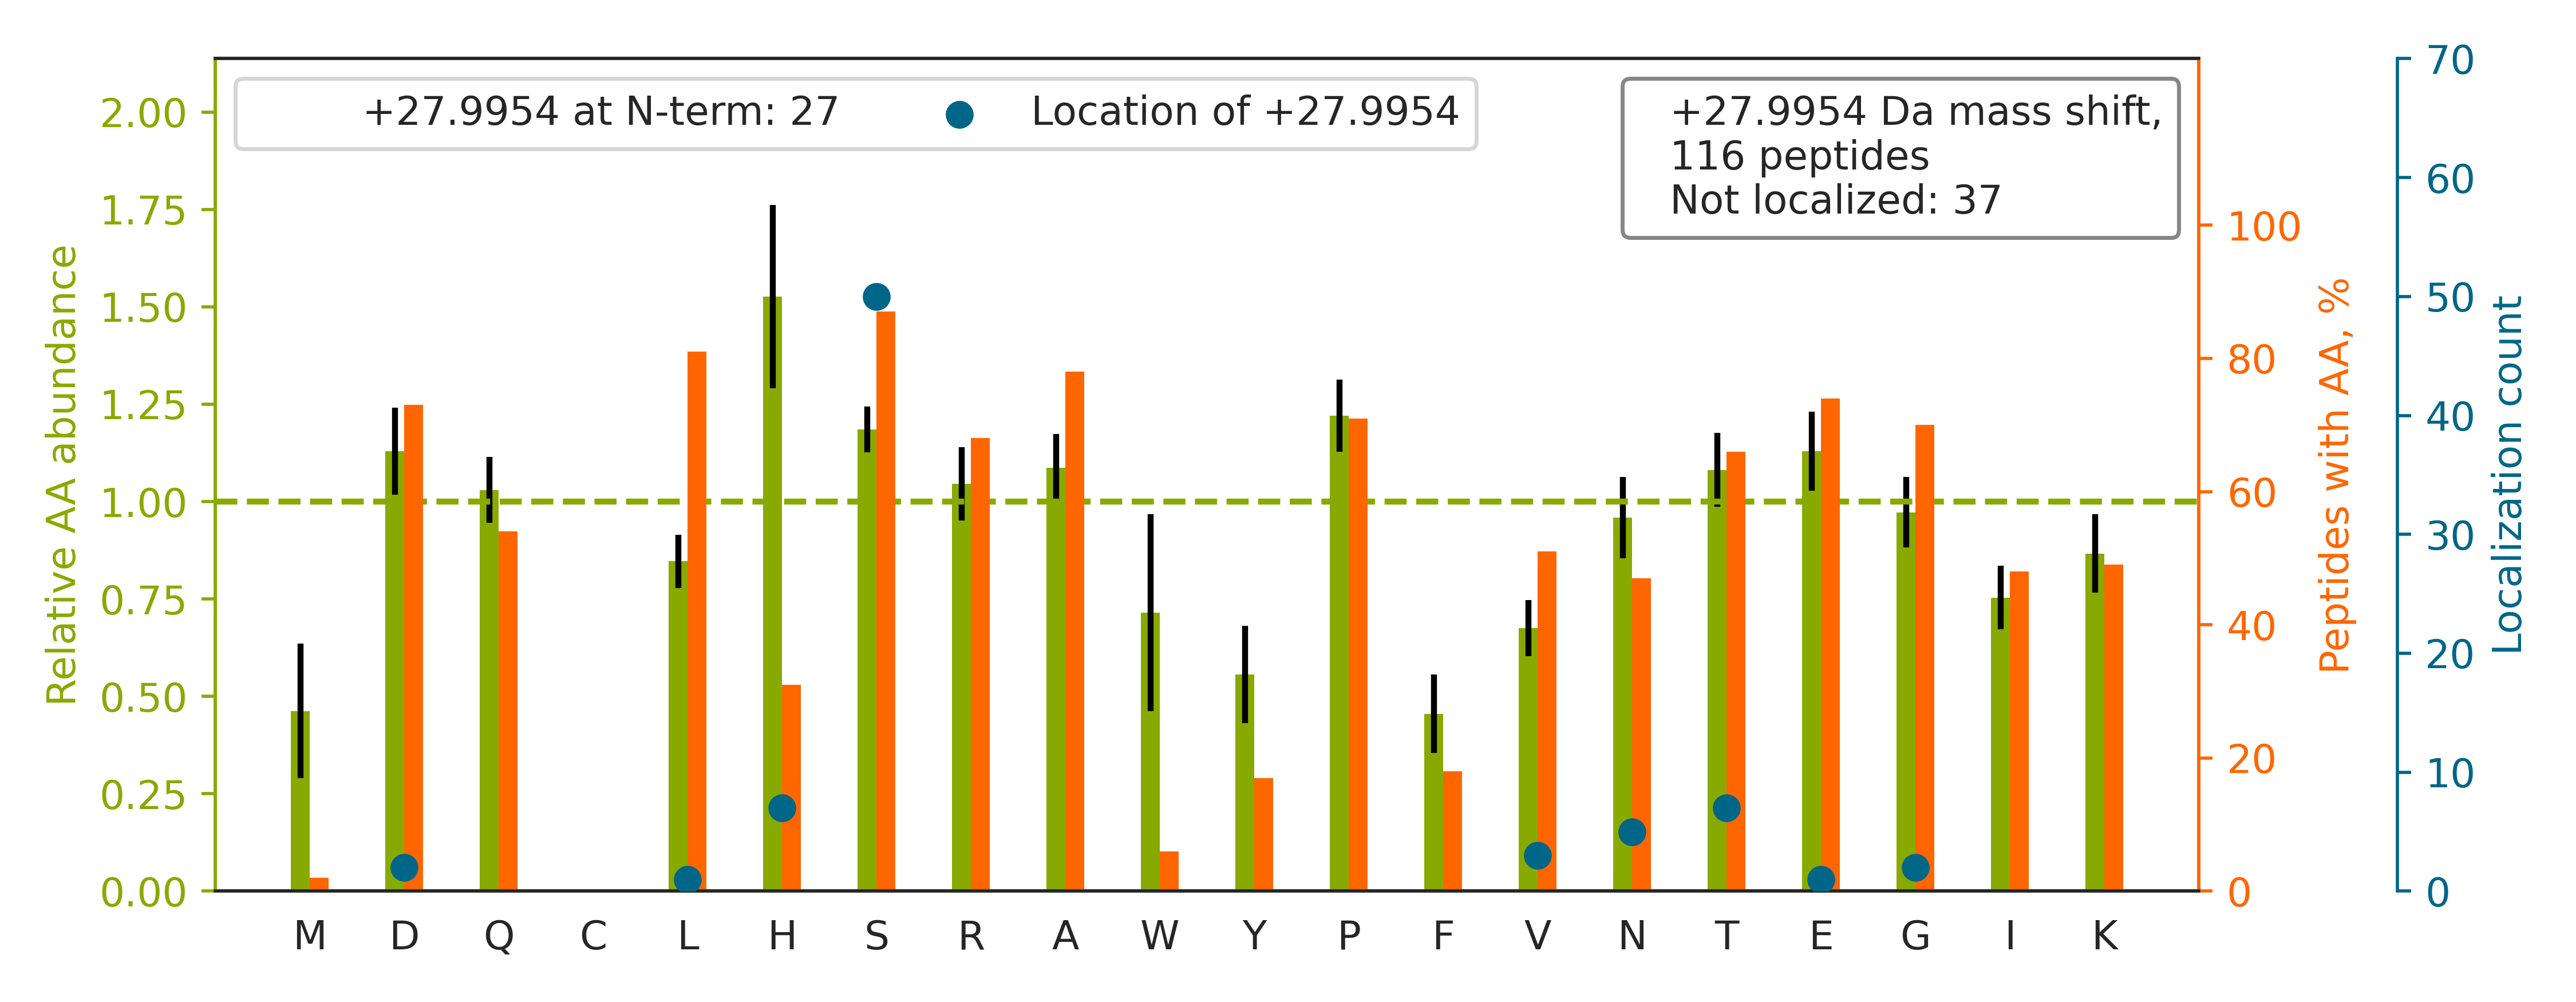 +27.9954 at N-term: 27
Location of +27.9954
+27.9954 Da mass shift,
116 peptides
Not localized: 37
Relative AA abundance
2.00
1.75
1.50
1.25
1.00
0.75
0.50
0.25
0.00
M D Q C L H S R A W Y P F V N T E G I K
100
80
60
40
20
0
Peptides with AA, %
70
60
50
40
30
20
10
0
Localization count